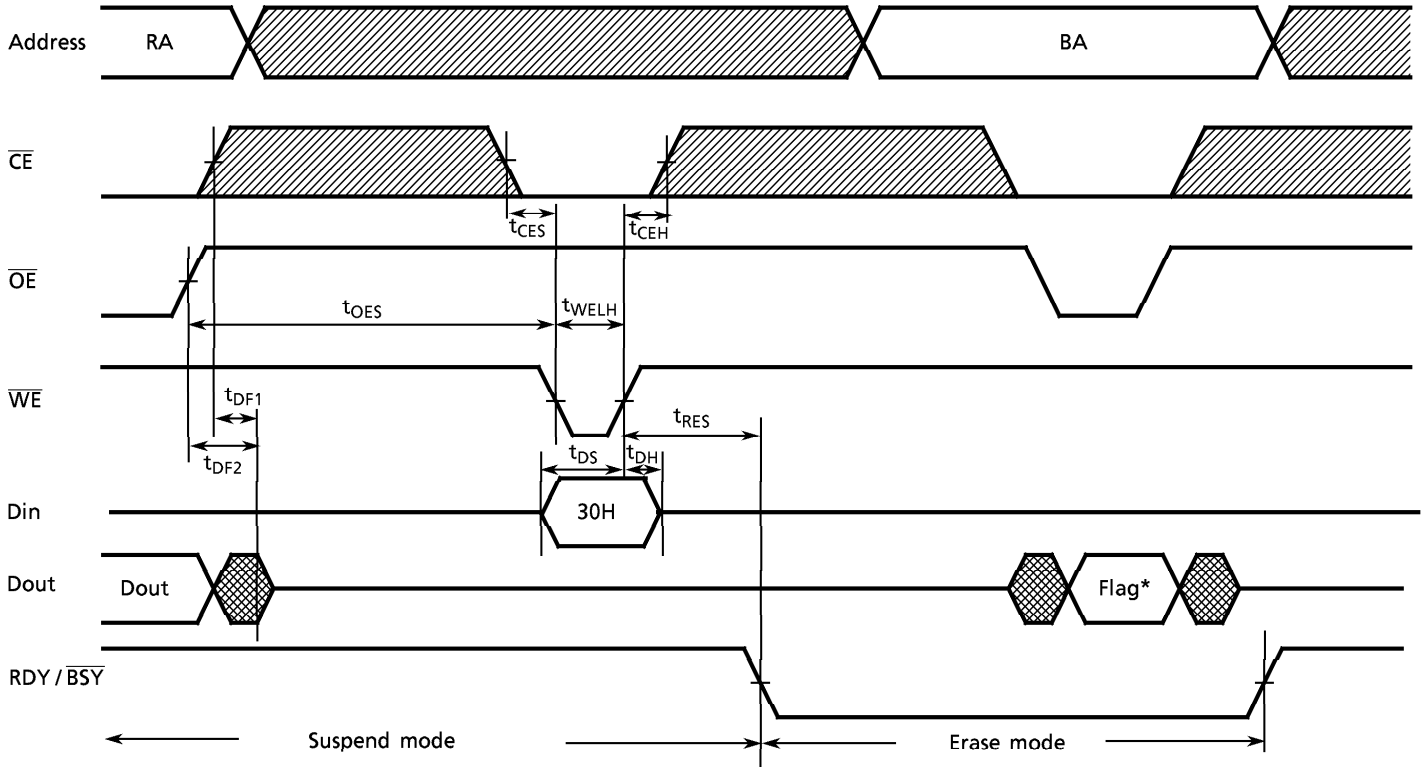 Address
RA
BA
CE
tCES
tCEH
OE
tOES
tWELH
WE
tDF1
tRES
tDF2
tDS
tDH
Din
30H
Dout
Dout
Flag*
RDY / BSY
Suspend mode
Erase mode